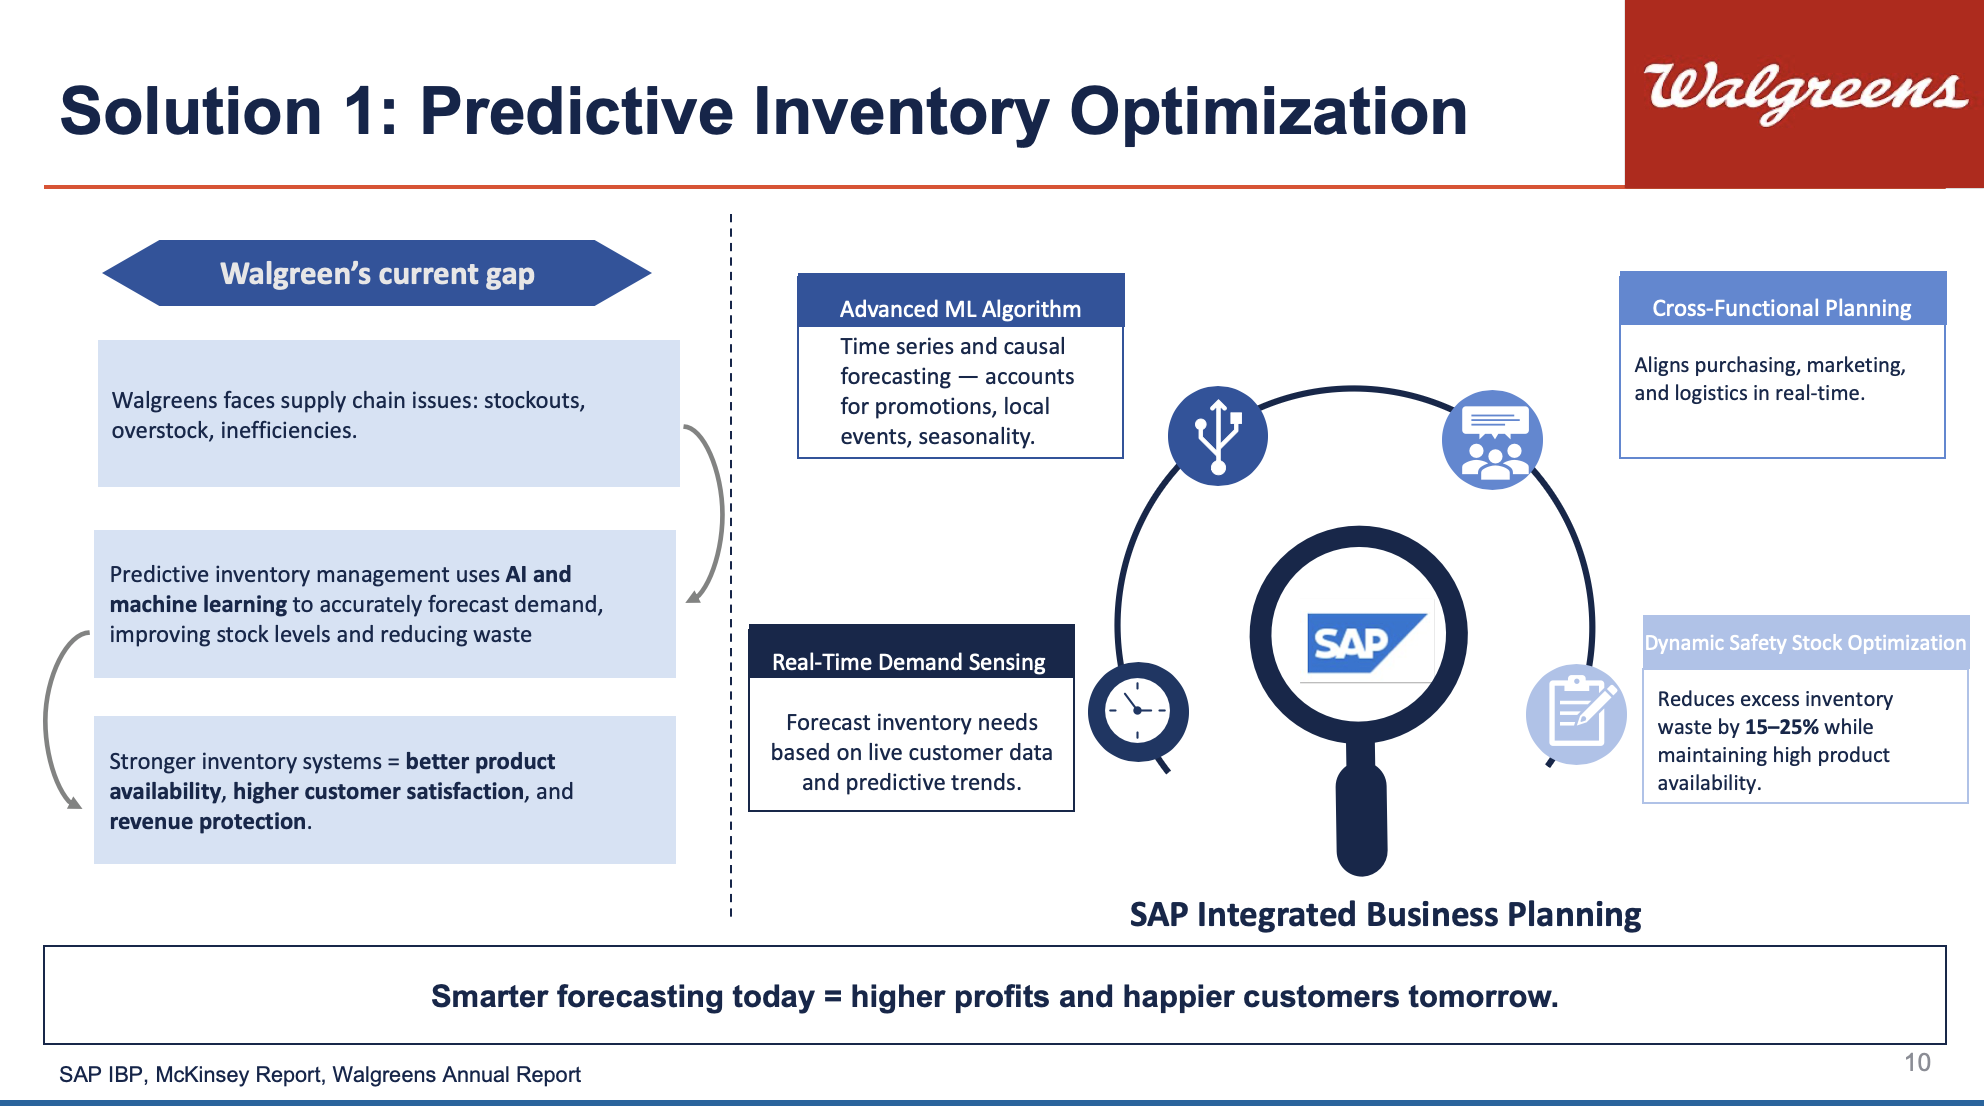 Solution 1: Predictive Inventory Optimization
Walgreens
Walgreen’s current gap
Walgreens faces supply chain issues: stockouts,
overstock, inefficiencies.
Predictive inventory management uses AI and
machine learning to accurately forecast demand,
improving stock levels and reducing waste
Stronger inventory systems = better product
availability, higher customer satisfaction, and
revenue protection.
Advanced ML Algorithm
Time series and causal
forecasting — accounts
for promotions, local
events, seasonality.
Cross-Functional Planning
Aligns purchasing, marketing,
and logistics in real-time.
Real-Time Demand Sensing
Forecast inventory needs
based on live customer data
and predictive trends.
SAP
Dynamic Safety Stock Optimization
Reduces excess inventory
waste by 15–25% while
maintaining high product
availability.
SAP Integrated Business Planning
Smarter forecasting today = higher profits and happier customers tomorrow.
SAP IBP, McKinsey Report, Walgreens Annual Report
10